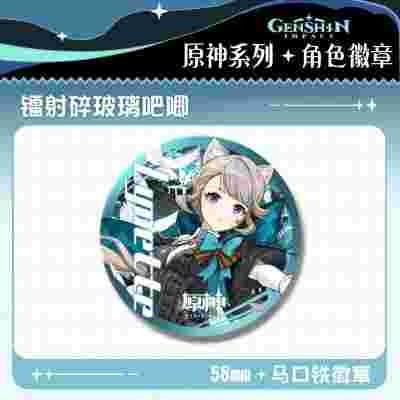 GENSHIN
IMPACT
原神系列 + 角色徽章
镭射碎玻璃吧唧
Lynette
原神
58mm + 马口铁徽章